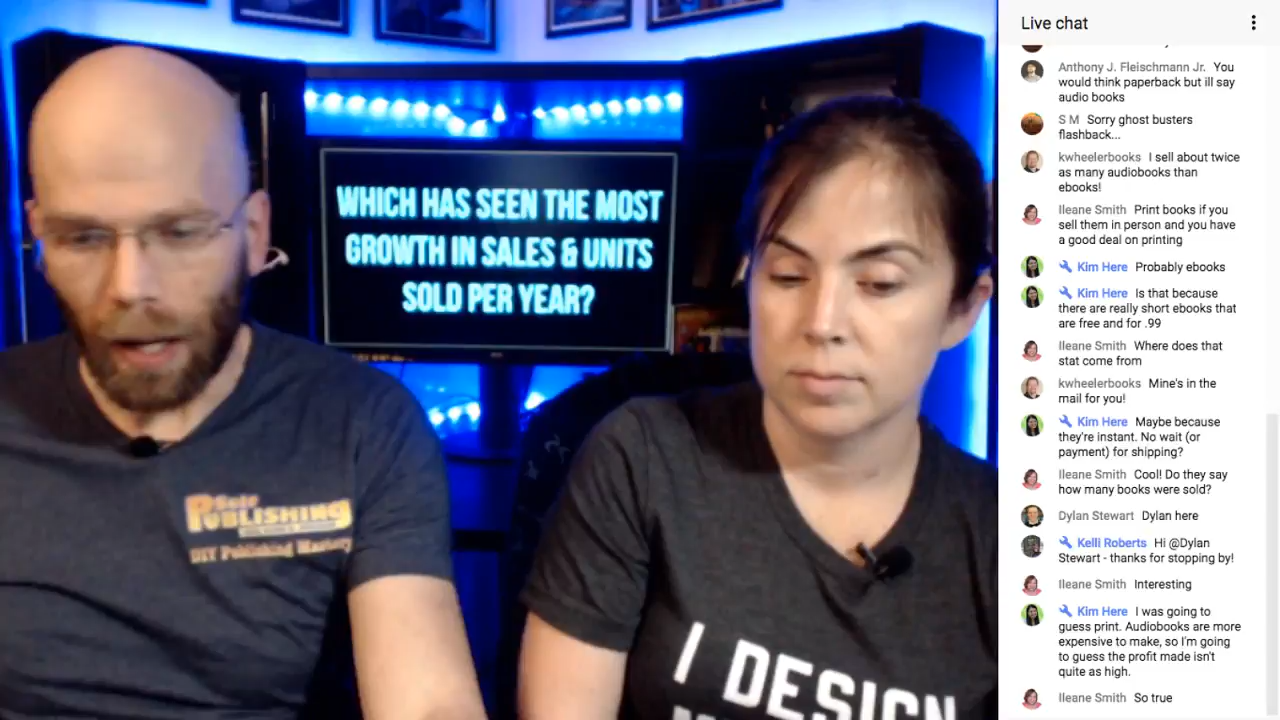 WHICH HAS SEEN THE MOST
GROWTH IN SALES & UNITS
SOLD PER YEAR?
Self
PUBLISHING
DIY Publishing Mastery
I DESIGN
Live chat
Anthony J. Fleischmann Jr. You
would think paperback but ill say
audio books
S M Sorry ghost busters
flashback...
kwheelerbooks I sell about twice
as many audiobooks than
ebooks!
Ileane Smith Print books if you
sell them in person and you have
a good deal on printing
Kim Here Probably ebooks
Kim Here Is that because
there are really short ebooks that
are free and for .99
Ileane Smith Where does that
stat come from
kwheelerbooks Mine's in the
mail for you!
Kim Here Maybe because
they're instant. No wait (or
payment) for shipping?
Ileane Smith Cool! Do they say
how many books were sold?
Dylan Stewart Dylan here
Kelli Roberts Hi @Dylan
Stewart - thanks for stopping by!
Ileane Smith Interesting
Kim Here I was going to
guess print. Audiobooks are more
expensive to make, so I'm going
to guess the profit made isn't
quite as high.
Ileane Smith So true